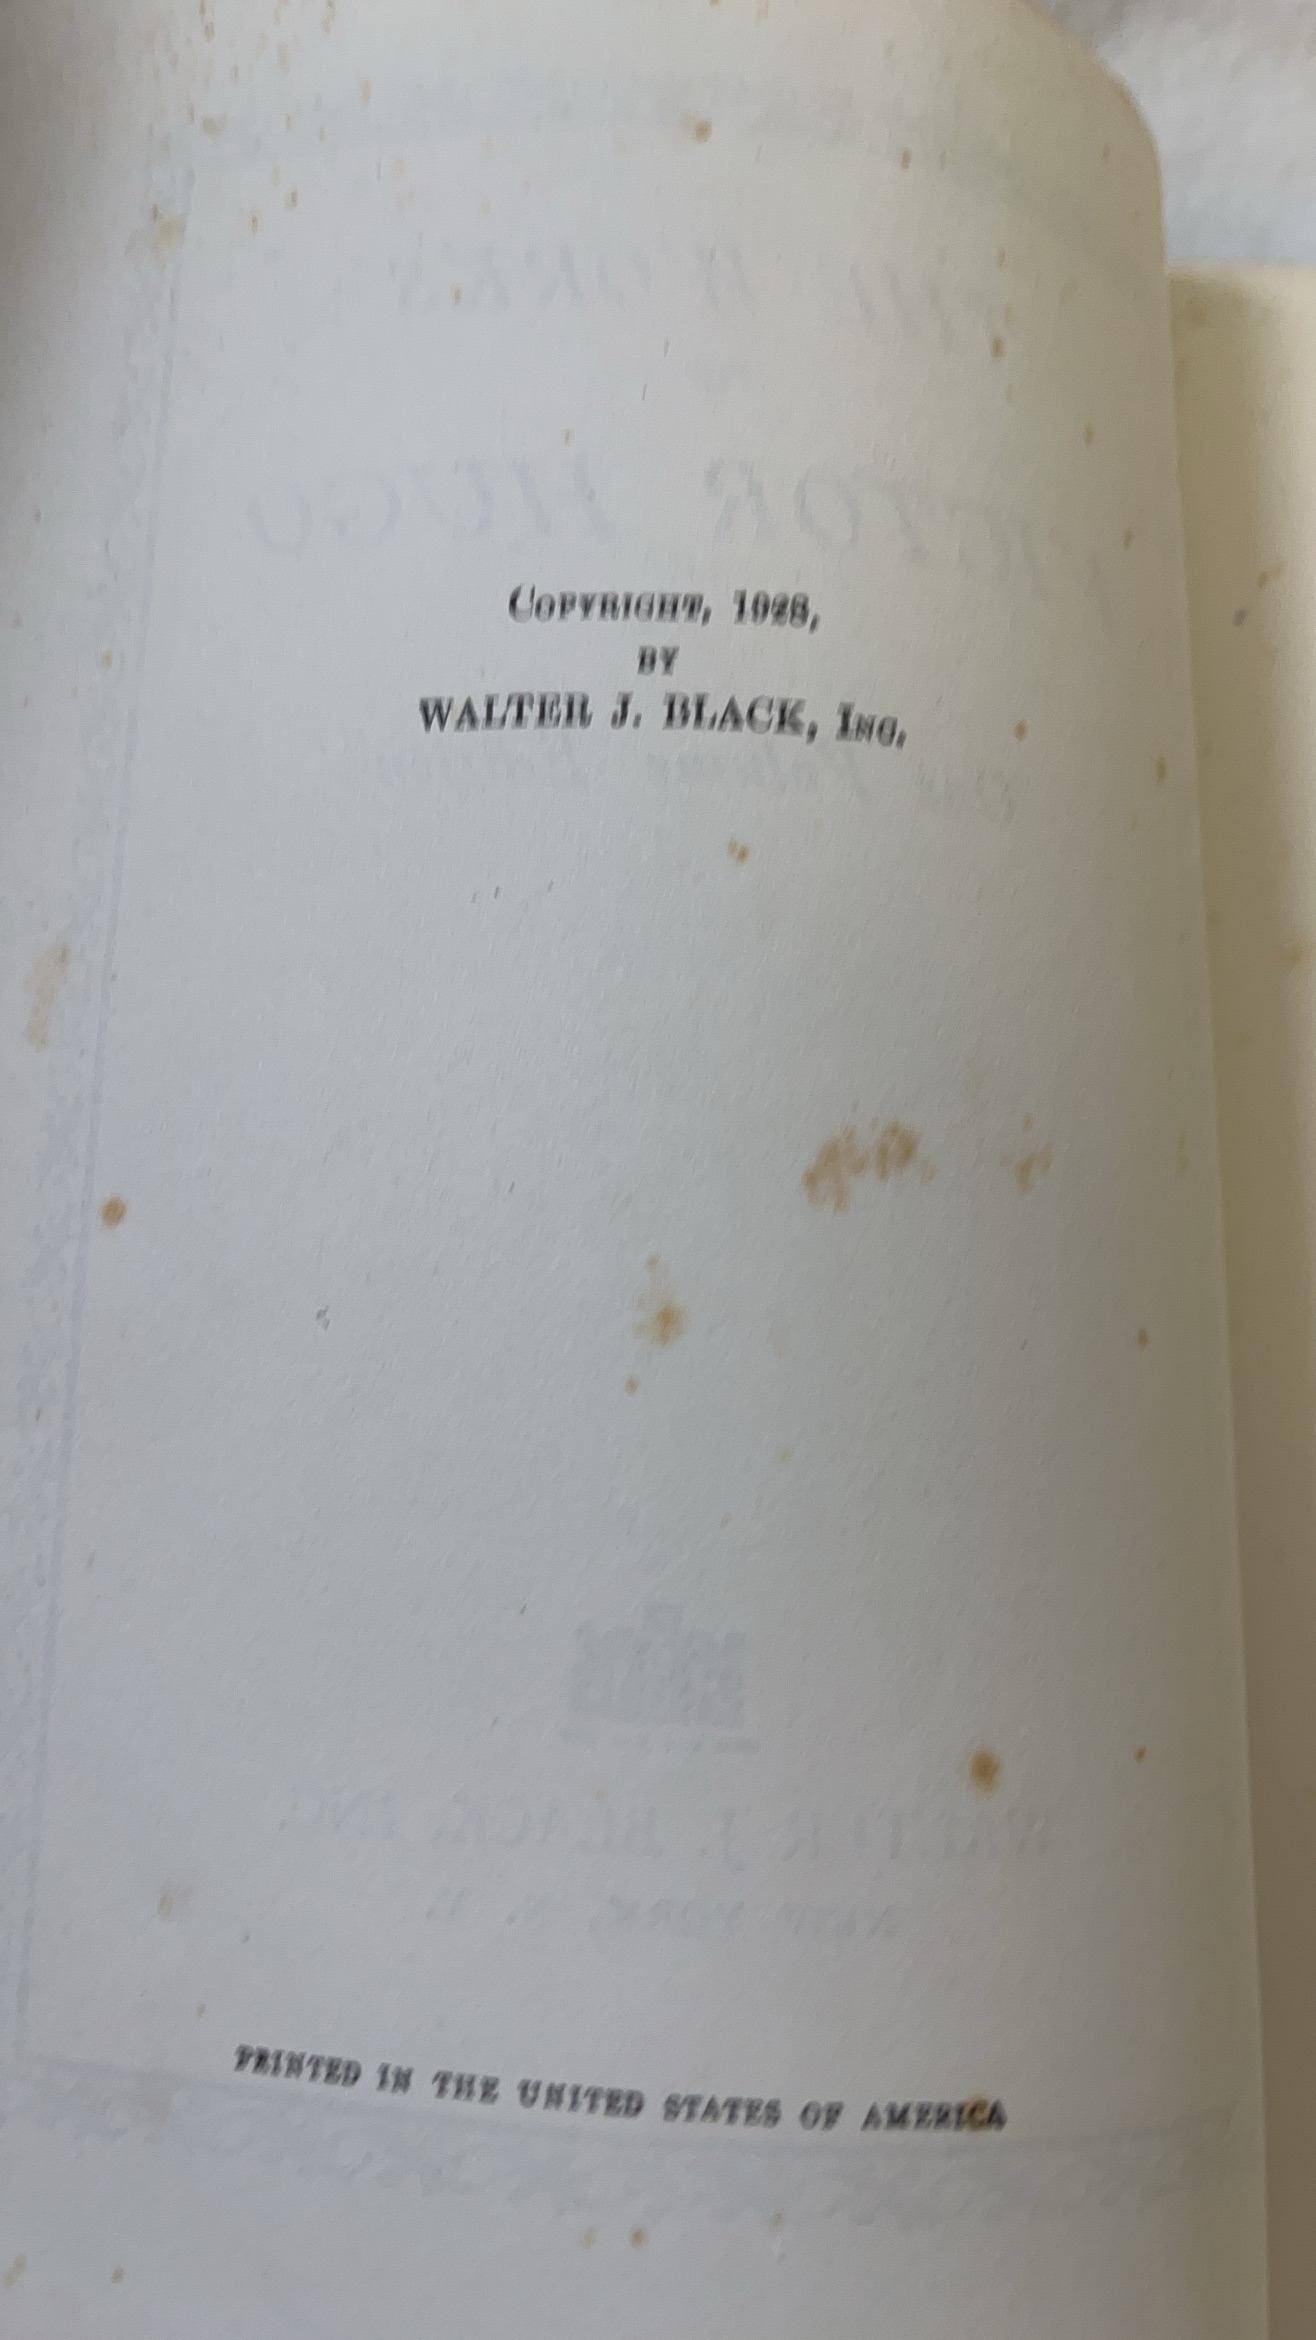 COPYRIGHT, 1928,
BY
WALTER J. BLACK, INC.
PRINTED IN THE UNITED STATES OF AMERICA